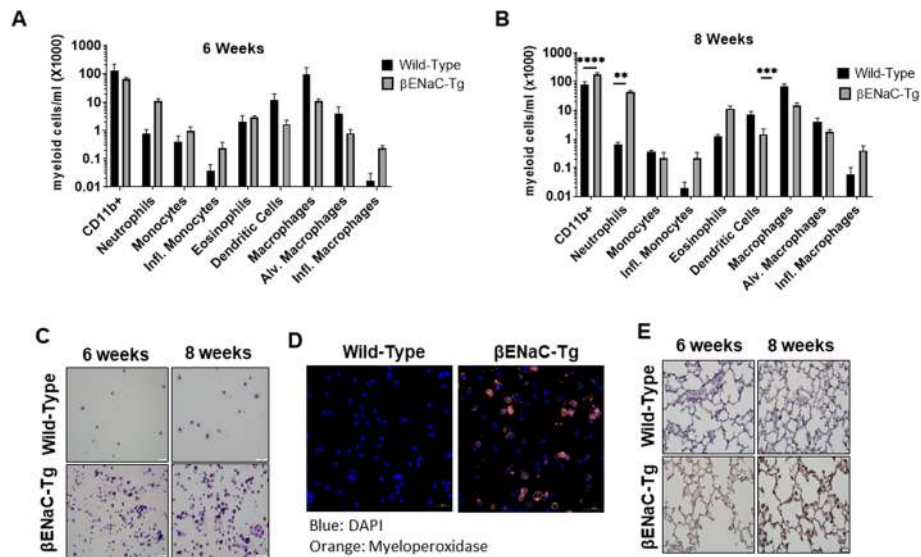 A
6 Weeks
myeloid cells/ml (X1000)
1000
100
10
1
0.1
0.01
Wild-Type
βENaC-Tg
CD11b+
Neutrophils
Monocytes
Infl. Monocytes
Eosinophils
Dendritic Cells
Macrophages
Alv. Macrophages
Infl. Macrophages
B
8 Weeks
myeloid cells/ml (x1000)
1000
100
10
1
0.1
0.01
****
**
***
Wild-Type
βENaC-Tg
CD11b+
Neutrophils
Monocytes
Infl. Monocytes
Eosinophils
Dendritic Cells
Macrophages
Alv. Macrophages
Infl. Macrophages
C
6 weeks 8 weeks
Wild-Type
βENaC-Tg
D
Wild-Type βENaC-Tg
Blue: DAPI
Orange: Myeloperoxidase
E
6 weeks 8 weeks
Wild-Type
βENaC-Tg